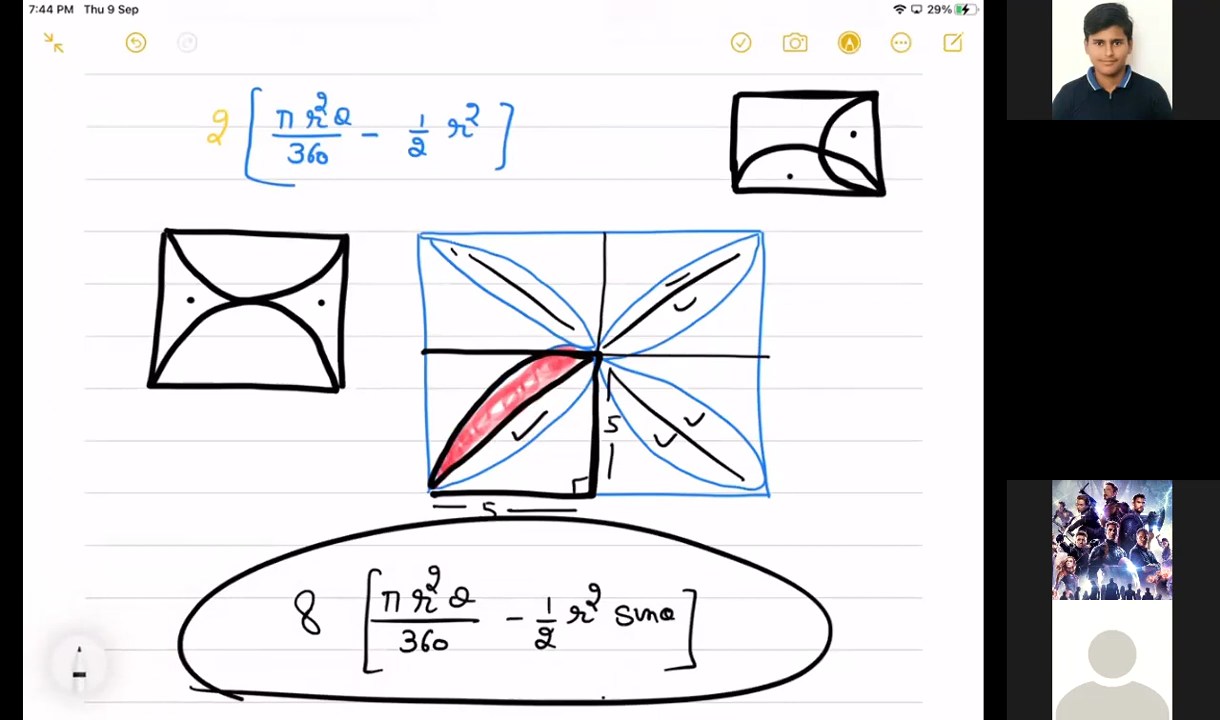 7:44 PM Thu 9 Sep
29%
2 [ πr²θ/360 - 1/2 r² ]
5
5
8 [ πr²θ/360 - 1/2 r² sinθ ]